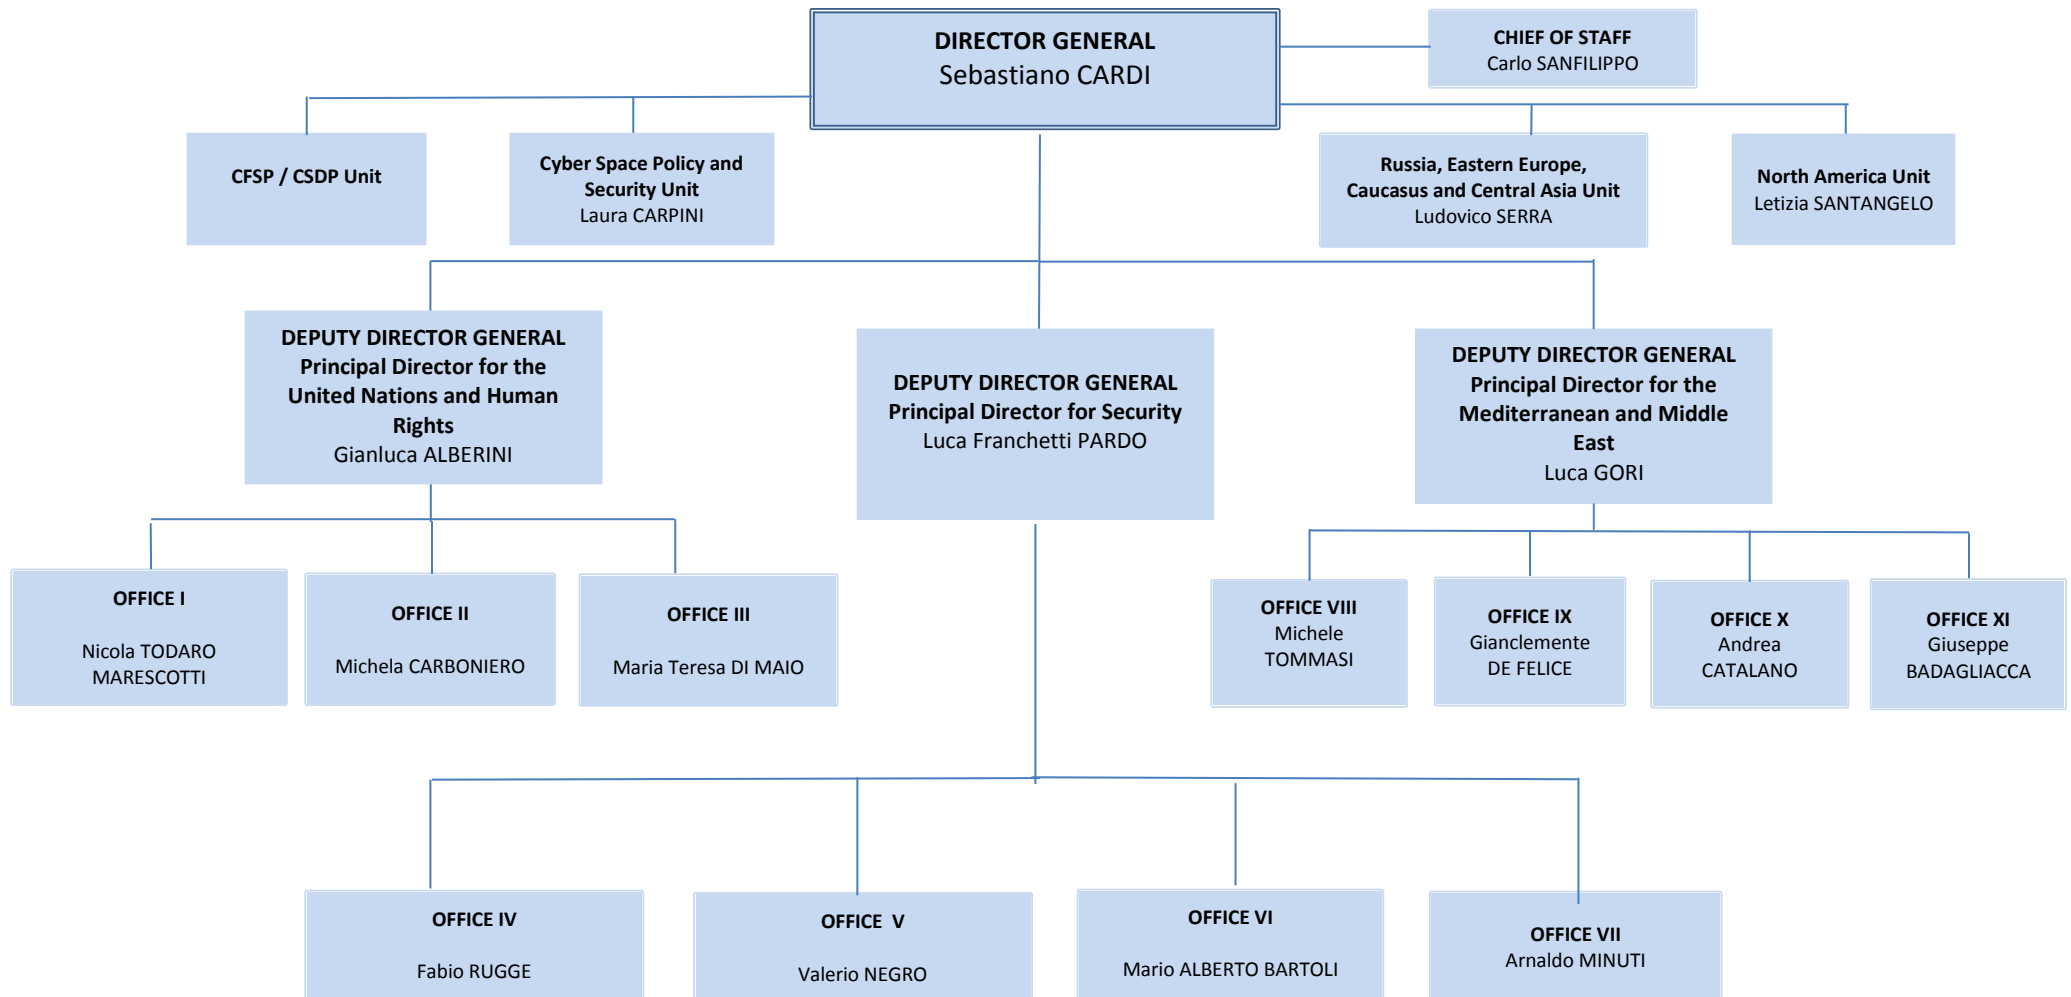 DIRECTOR GENERAL
Sebastiano CARDI
CHIEF OF STAFF
Carlo SANFILIPPO
CFSP / CSDP Unit
Cyber Space Policy and
Security Unit
Laura CARPINI
Russia, Eastern Europe,
Caucasus and Central Asia Unit
Ludovico SERRA
North America Unit
Letizia SANTANGELO
DEPUTY DIRECTOR GENERAL
Principal Director for the
United Nations and Human
Rights
Gianluca ALBERINI
DEPUTY DIRECTOR GENERAL
Principal Director for Security
Luca Franchetti PARDO
DEPUTY DIRECTOR GENERAL
Principal Director for the
Mediterranean and Middle
East
Luca GORI
OFFICE I
Nicola TODARO
MARESCOTTI
OFFICE II
Michela CARBONIERO
OFFICE III
Maria Teresa DI MAIO
OFFICE VIII
Michele
TOMMASI
OFFICE IX
Gianclemente
DE FELICE
OFFICE X
Andrea
CATALANO
OFFICE XI
Giuseppe
BADAGLIACCA
OFFICE IV
Fabio RUGGE
OFFICE  V
Valerio NEGRO
OFFICE VI
Mario ALBERTO BARTOLI
OFFICE VII
Arnaldo MINUTI